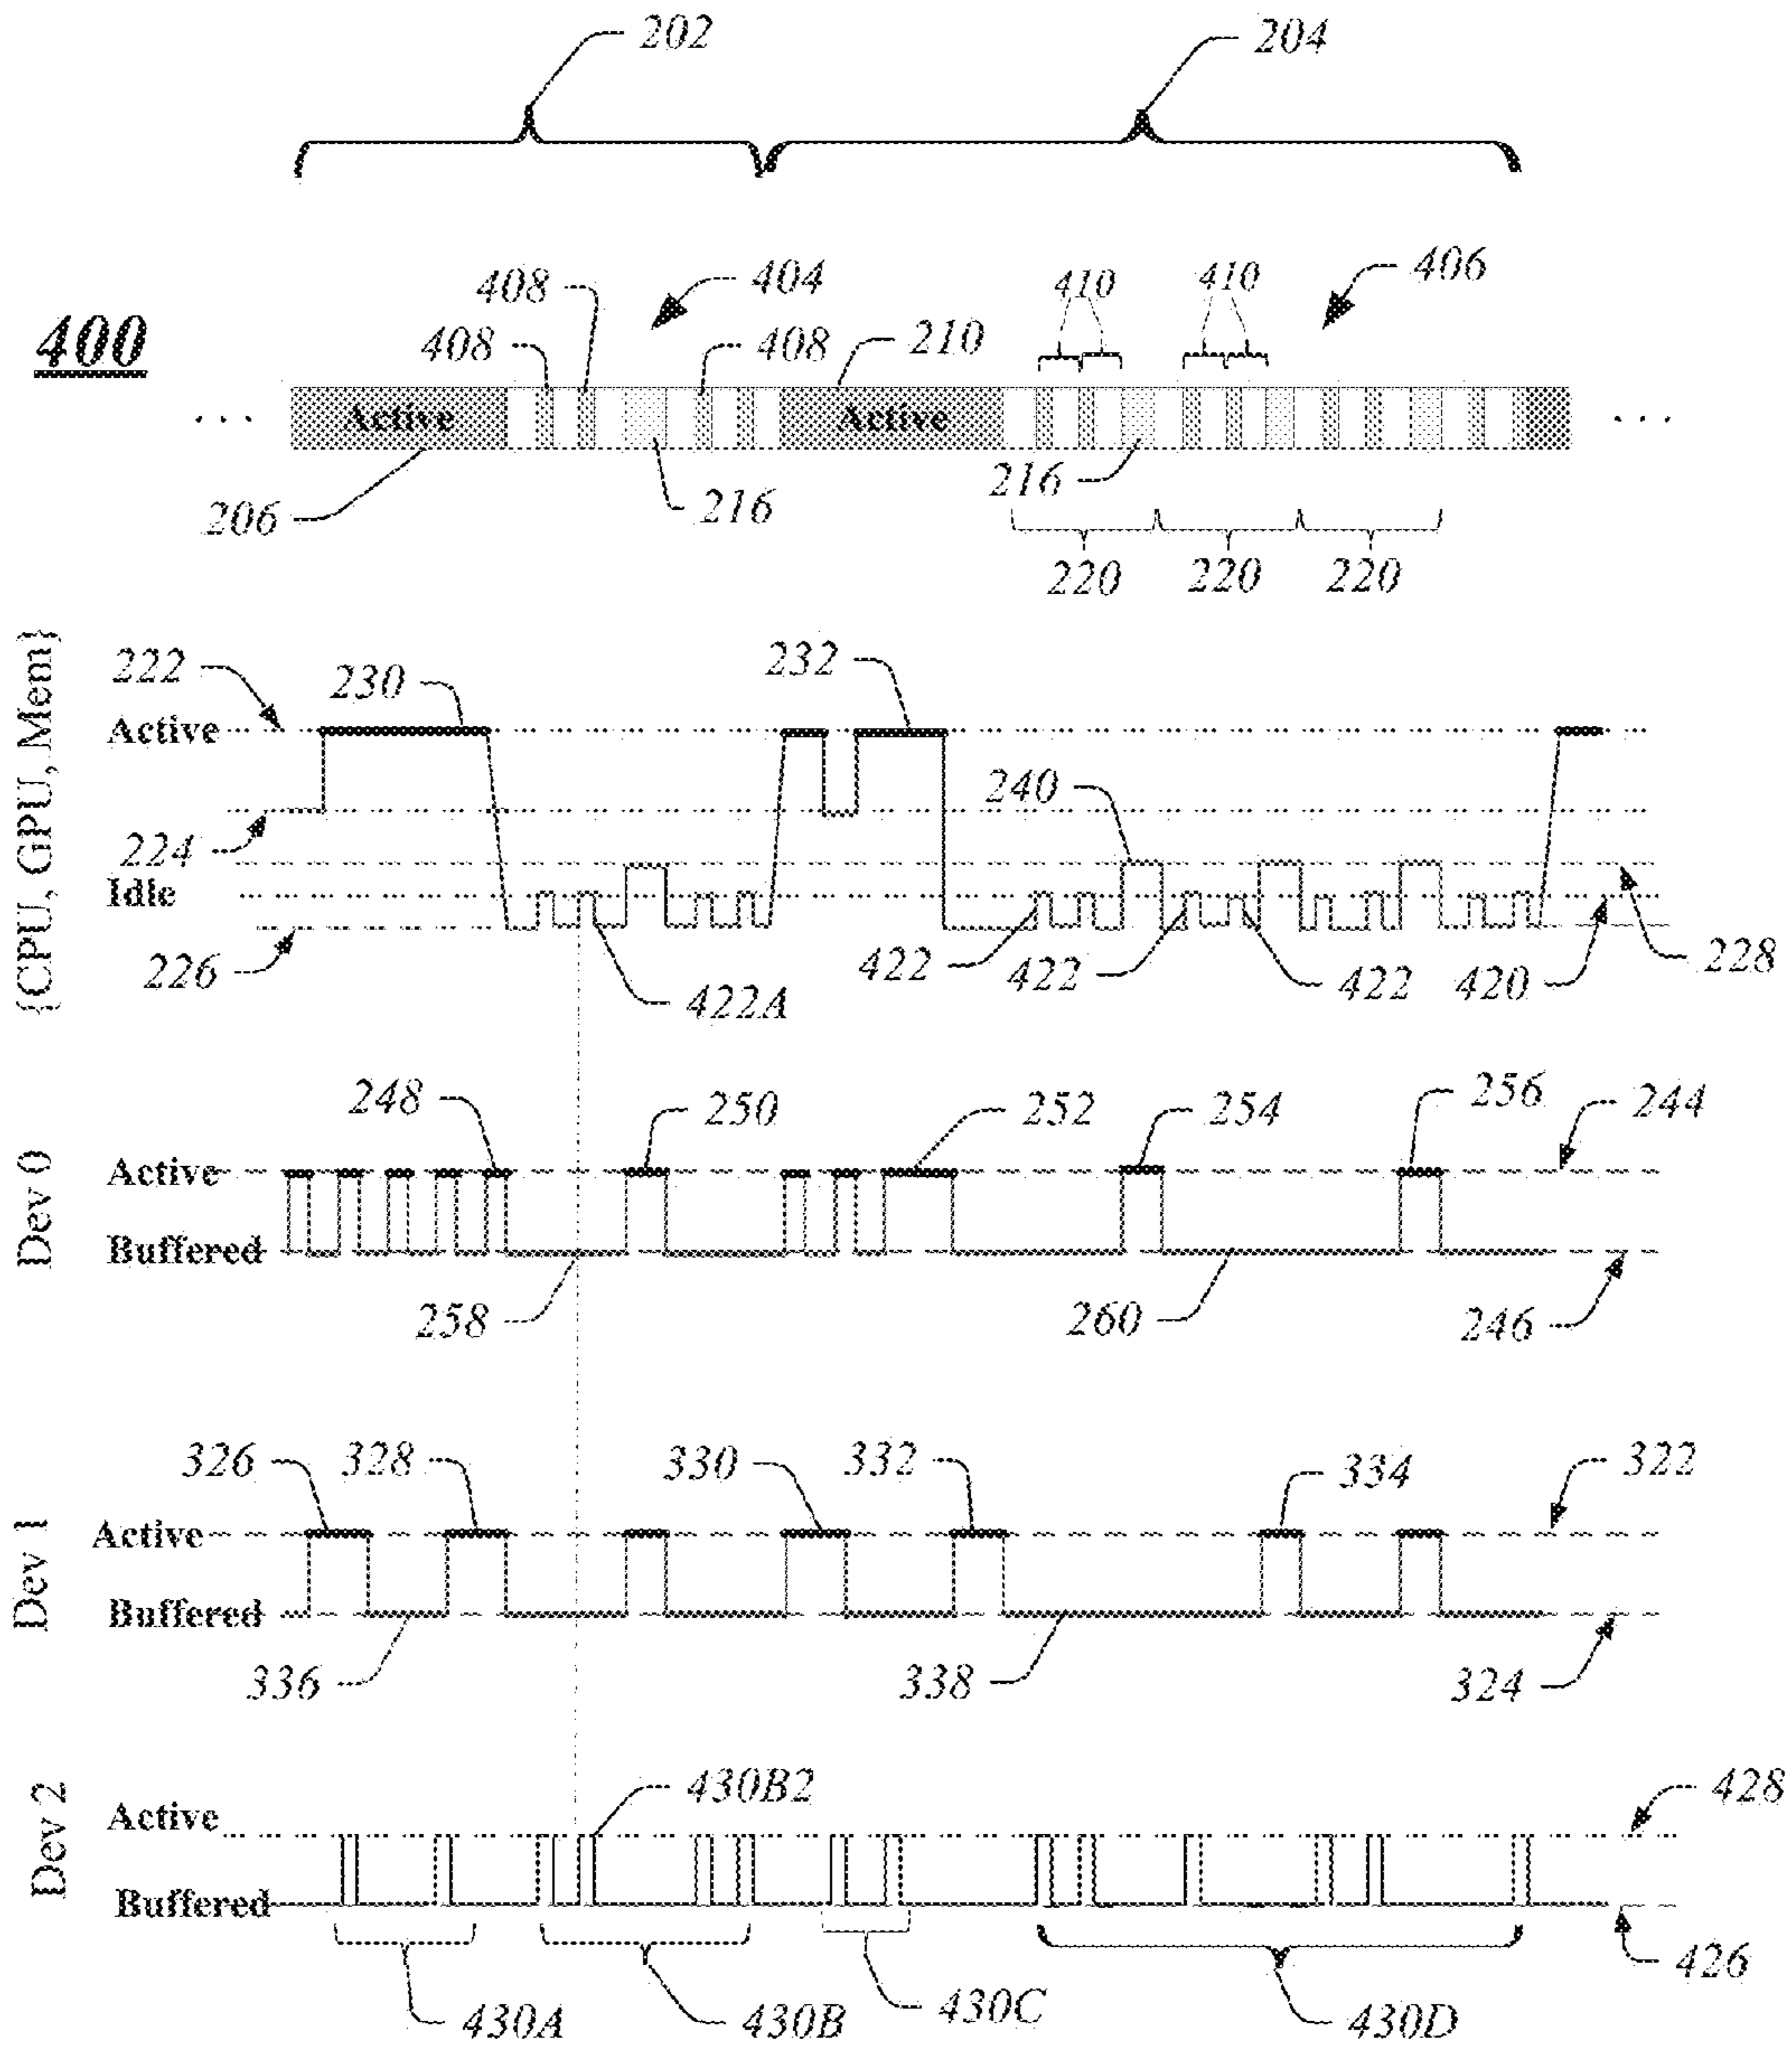 202
204
408
404
410
410
406
400
408
408
210
... Active Active ...
206
216
216
220
220
220
{CPU, GPU, Mem}
222
230
232
Active
240
224
Idle
226
422A
422
422
422
420
228
Dev 0
248
250
252
254
256
244
Active
Buffered
258
260
246
Dev 1
326
328
330
332
334
322
Active
Buffered
336
338
324
Dev 2
430B2
428
Active
Buffered
426
430A
430B
430C
430D